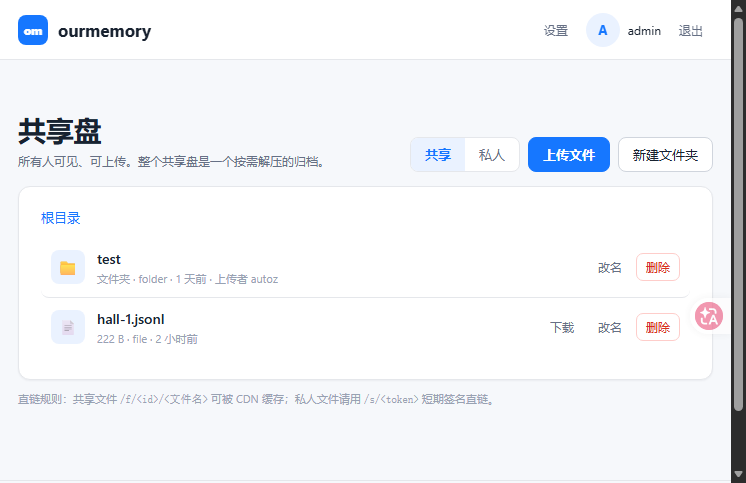 om ourmemory 设置 A admin 退出
共享盘
所有人可见、可上传。整个共享盘是一个按需解压的归档。
共享 私人 上传文件 新建文件夹
根目录
test
文件夹 · folder · 1 天前 · 上传者 autoz
改名 删除
hall-1.jsonl
222 B · file · 2 小时前
下载 改名 删除
直链规则：共享文件 /f/<id>/<文件名> 可被 CDN 缓存；私人文件请用 /s/<token> 短期签名直链。